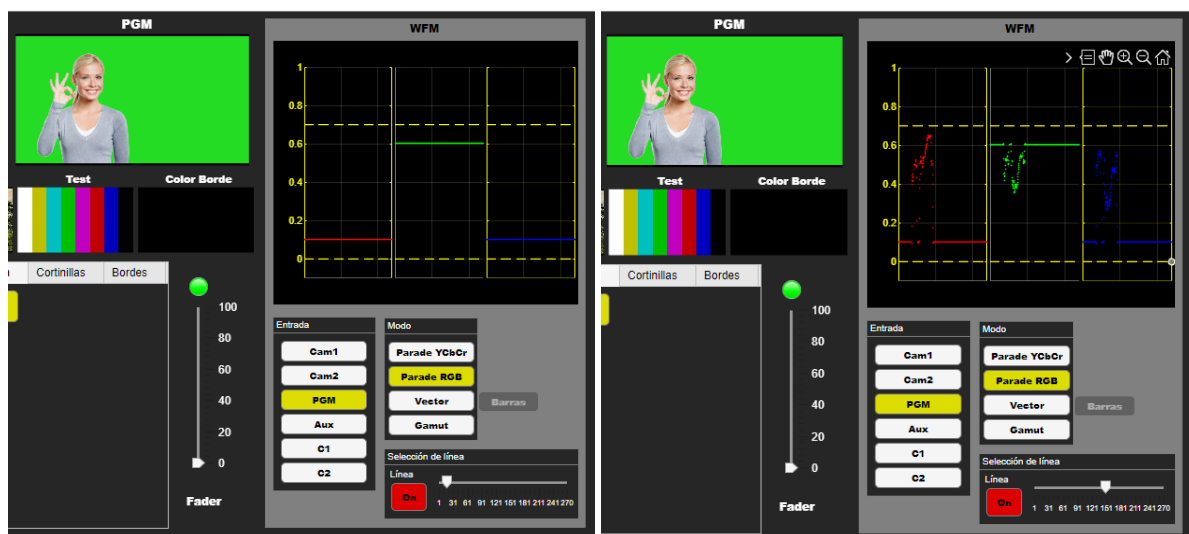 PGM
WFM
1
0.8
0.6
0.4
0.2
0
Test
Color Borde
Cortinillas
Bordes
100
80
60
40
20
0
Fader
Entrada
Cam1
Cam2
PGM
Aux
C1
C2
Modo
Parade YCbCr
Parade RGB
Vector
Gamut
Barras
Selección de línea
Línea
On
1 31 61 91 121 151 181 211 241 270
PGM
WFM
1
0.8
0.6
0.4
0.2
0
Test
Color Borde
Cortinillas
Bordes
100
80
60
40
20
0
Fader
Entrada
Cam1
Cam2
PGM
Aux
C1
C2
Modo
Parade YCbCr
Parade RGB
Vector
Gamut
Barras
Selección de línea
Línea
On
1 31 61 91 121 151 181 211 241 270